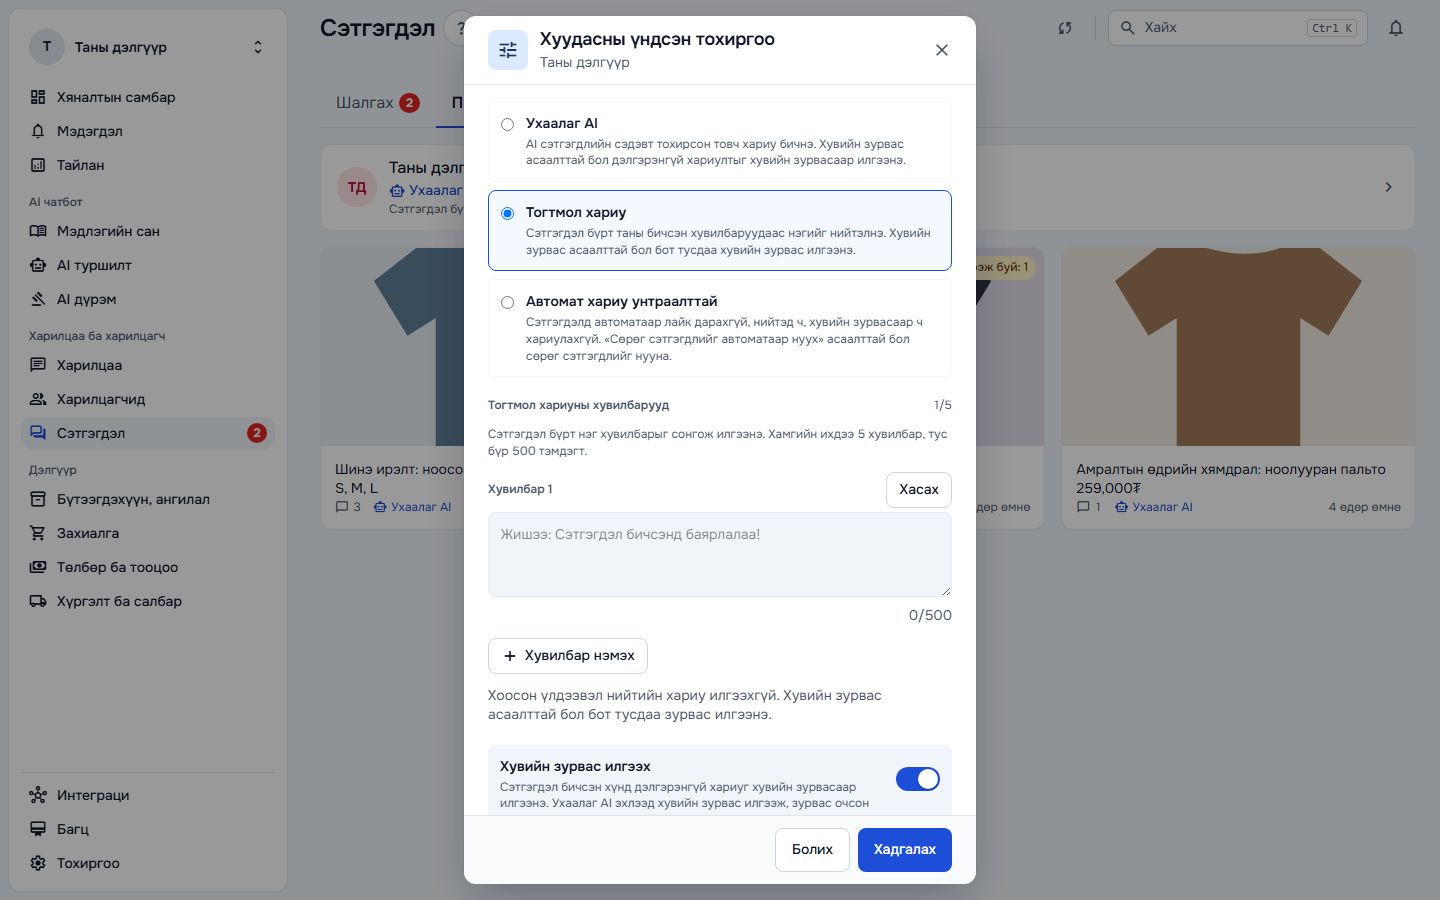 Т
Таны дэлгүүр
Хяналтын самбар
Мэдэгдэл
Тайлан
AI чатбот
Мэдлэгийн сан
AI туршилт
AI дүрэм
Харилцаа ба харилцагч
Харилцаа
Харилцагчид
Сэтгэгдэл
2
Дэлгүүр
Бүтээгдэхүүн, ангилал
Захиалга
Төлбөр ба тооцоо
Хүргэлт ба салбар
Интеграци
Багц
Тохиргоо
Сэтгэгдэл
?
Хайх
Ctrl K
Шалгах 2
ТД
Ухаалаг
Шинэ ирэлт:
S, M, L
3 Ухаалаг AI
буй: 1
өмнө
Амралтын өдрийн хямдрал: ноолууран пальто
259,000₮
1 Ухаалаг AI
4 өдөр өмнө
Хуудасны үндсэн тохиргоо
Таны дэлгүүр
Ухаалаг AI
AI сэтгэгдлийн сэдэвт тохирсон товч хариу бичнэ. Хувийн зурвас
асаалттай бол дэлгэрэнгүй хариултыг хувийн зурвасаар илгээнэ.
Тогтмол хариу
Сэтгэгдэл бүрт таны бичсэн хувилбаруудаас нэгийг нийтэлнэ. Хувийн
зурвас асаалттай бол бот тусдаа хувийн зурвас илгээнэ.
Автомат хариу унтраалттай
Сэтгэгдэлд автоматаар лайк дарахгүй, нийтэд ч, хувийн зурвасаар ч
хариулахгүй. «Сөрөг сэтгэгдлийг автоматаар нуух» асаалттай бол
сөрөг сэтгэгдлийг нууна.
Тогтмол хариуны хувилбарууд
1/5
Сэтгэгдэл бүрт нэг хувилбарыг сонгож илгээнэ. Хамгийн ихдээ 5 хувилбар, тус
бүр 500 тэмдэгт.
Хувилбар 1
Хасах
Жишээ: Сэтгэгдэл бичсэнд баярлалаа!
0/500
Хувилбар нэмэх
Хоосон үлдээвэл нийтийн хариу илгээхгүй. Хувийн зурвас
асаалттай бол бот тусдаа зурвас илгээнэ.
Хувийн зурвас илгээх
Сэтгэгдэл бичсэн хүнд дэлгэрэнгүй хариуг хувийн зурвасаар
илгээнэ. Ухаалаг AI эхлээд хувийн зурвас илгээж, зурвас очсон
Болих
Хадгалах